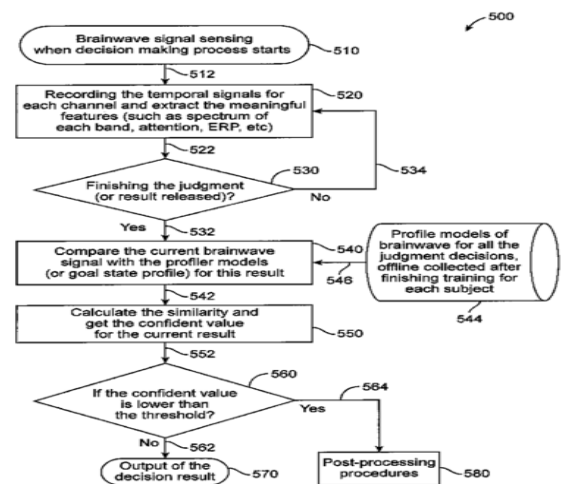 500
Brainwave signal sensing
when decision making process starts
510
512
Recording the temporal signals for
each channel and extract the meaningful
features (such as spectrum of
each band, attention, ERP, etc)
520
522
530
534
Finishing the judgment
(or result released)?
No
Yes
532
Compare the current brainwave
signal with the profiler models
(or goal state profile) for this result
540
546
Profile models of
brainwave for all the
judgment decisions,
offline collected after
finishing training for
each subject
544
542
Calculate the similarity and
get the confident value
for the current result
550
552
560
564
If the confident value
is lower than
the threshold?
Yes
No
562
Output of the
decision result
570
Post-processing
procedures
580